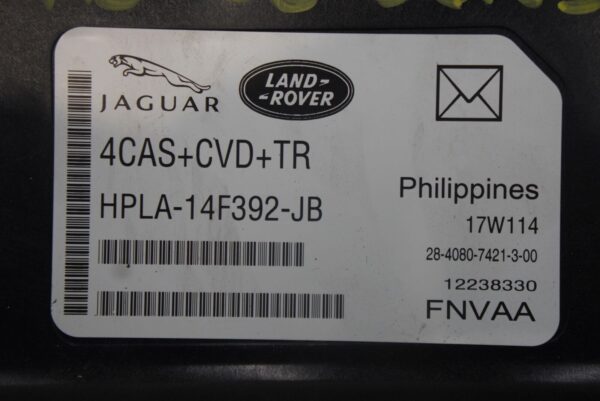 JAGUAR
LAND-
-ROVER
4CAS+CVD+TR
HPLA-14F392-JB
Philippines
17W114
28-4080-7421-3-00
12238330
FNVAA